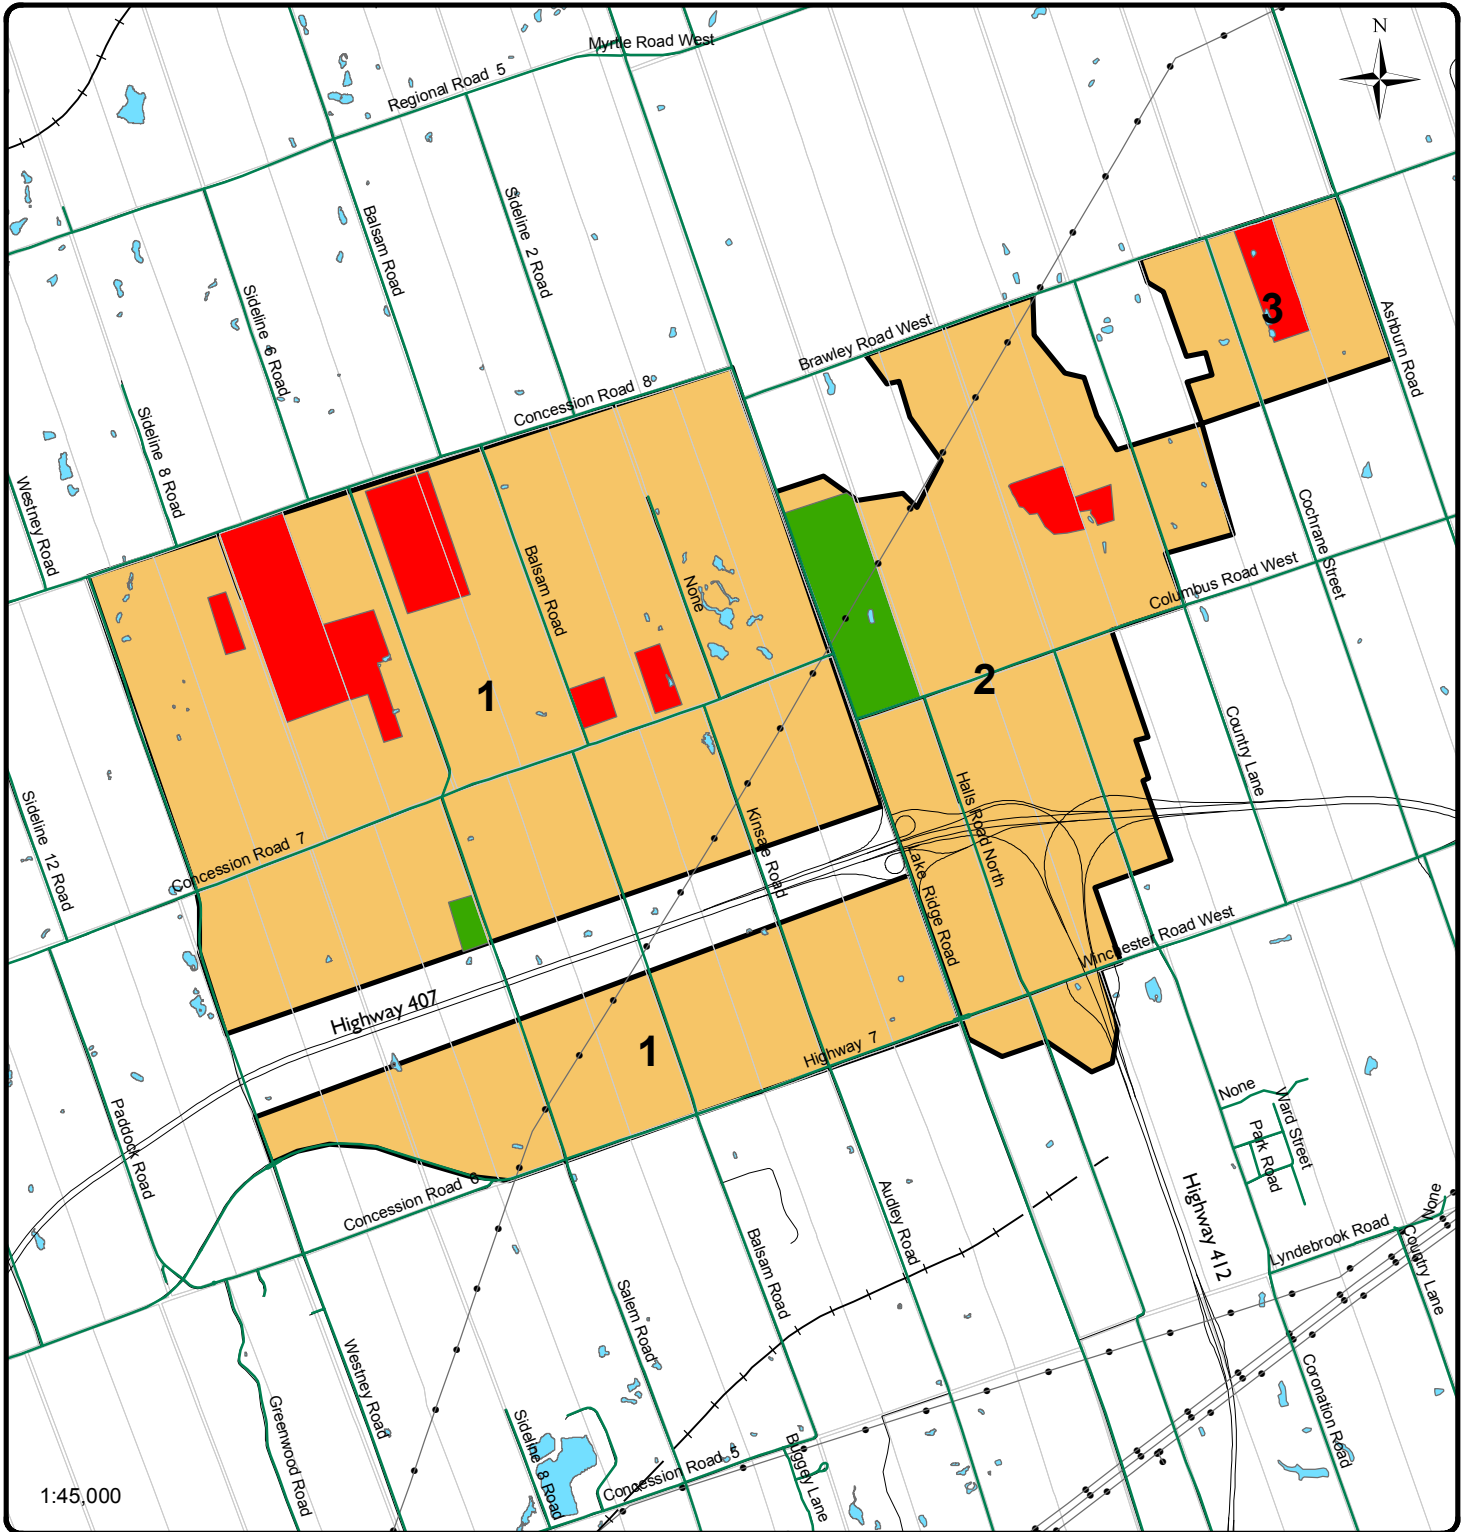 N
Myrtle Road West
Regional Road 5
Balsam Road
Sideline 2 Road
Sideline 6 Road
Sideline 8 Road
Westney Road
Brawley Road West
Concession Road 8
3
Ashburn Road
Cochrane Street
Columbus Road West
Balsam Road
None
1
2
Country Lane
Halls Road North
Kinsale Road
Sideline 12 Road
Concession Road 7
Lake Ridge Road
Winchester Road West
Highway 407
1
Highway 7
None
Ward Street
Park Road
Paddock Road
Concession Road 6
Audley Road
Highway 412
None
Lyndebrook Road
Country Lane
Balsam Road
Salem Road
Westney Road
Greenwood Road
Sideline 8 Road
Concession Road 5
Buggey Lane
Coronation Road
1:45,000